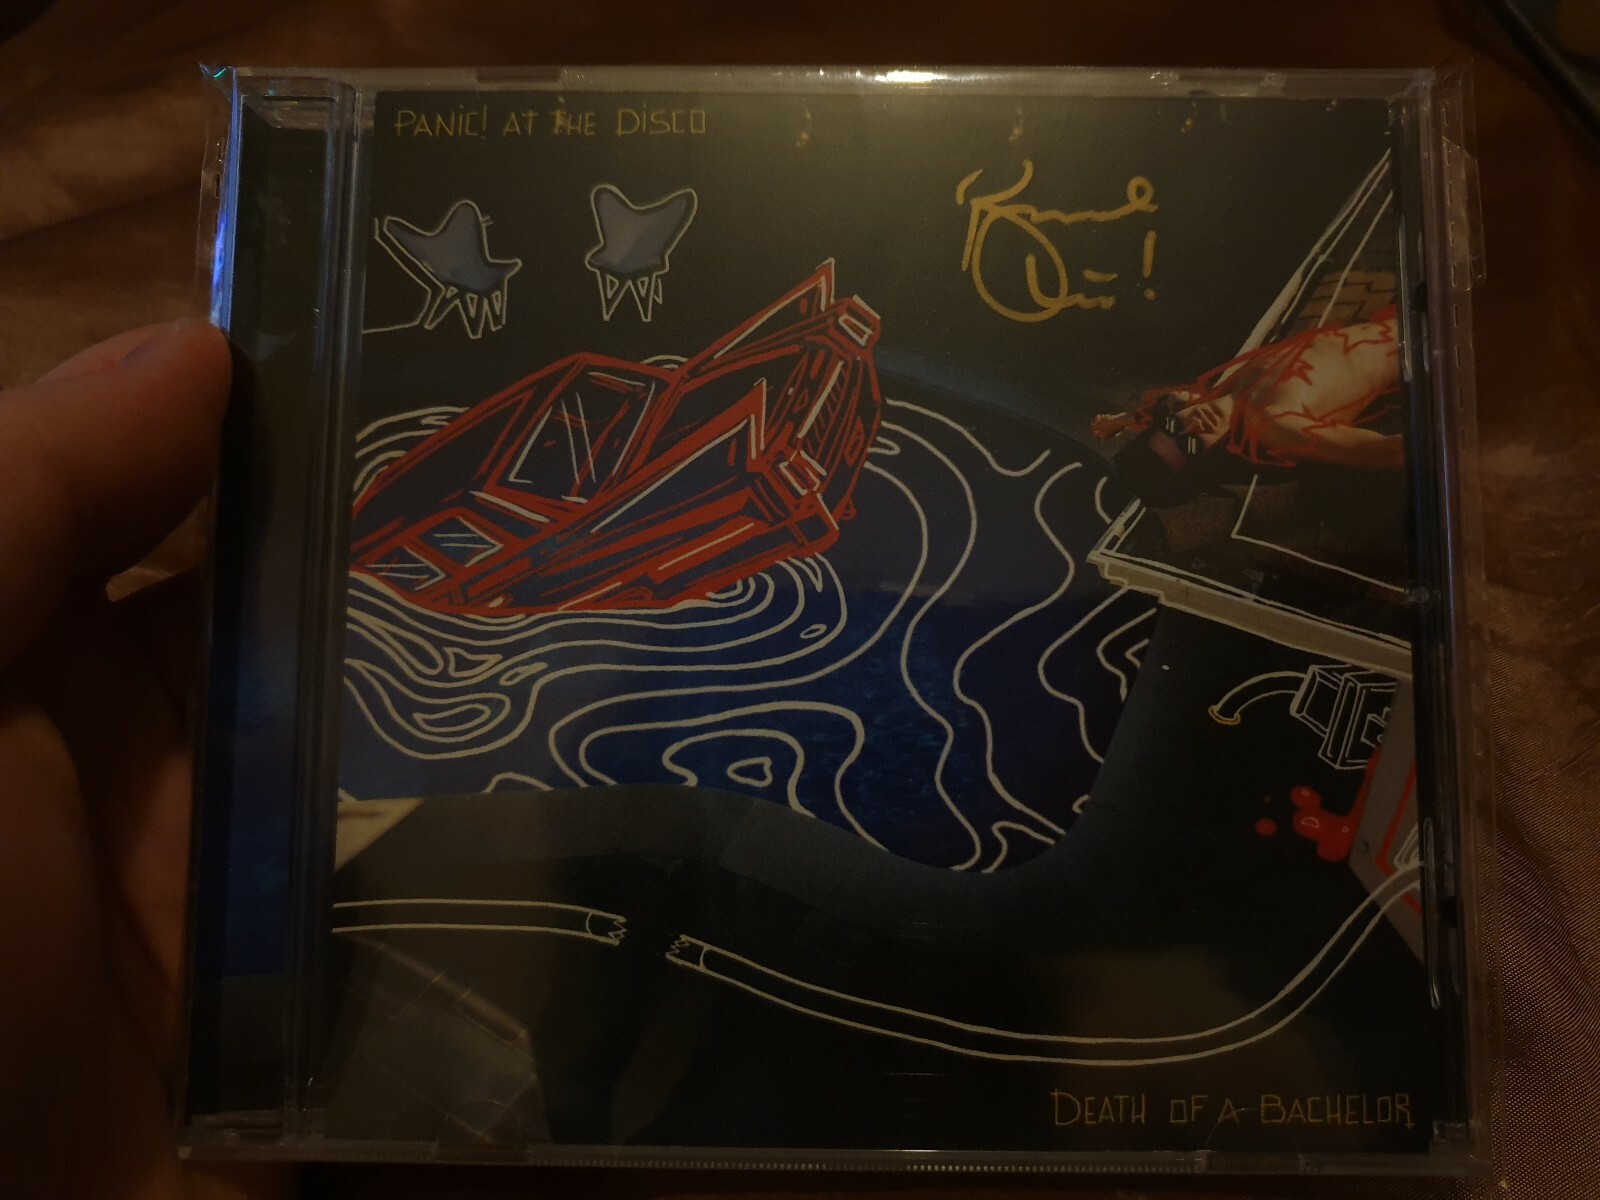 PANIC! AT THE DISCO
DEATH OF A BACHELOR